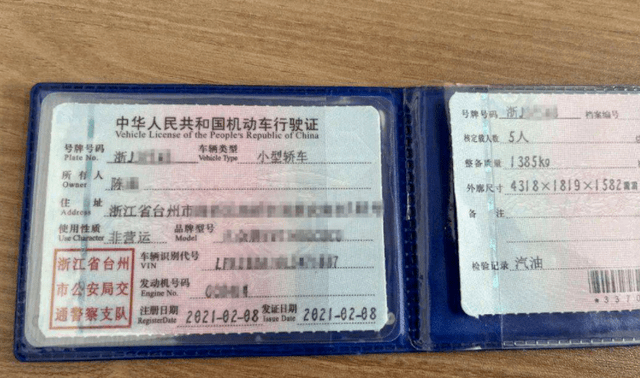 中华人民共和国机动车行驶证
Vehicle License of the People's Republic of China
号牌号码 浙J 车辆类型 小型轿车
Plate No. Vehicle Type
所有人 陈
Owner
住址 浙江省台州市
Address
使用性质 非营运 品牌型号
Use Character Model
浙江省台州
市公安局交
通警察支队
车辆识别代号
VIN
发动机号码
Engine No.
注册日期 2021-02-08 发证日期 2021-02-08
RegisterDate Issue Date
号牌号码 浙J 档案编号
核定载人数 5人
整备质量 1385kg
外廓尺寸 4318×1819×1582
备注
检验记录 汽油